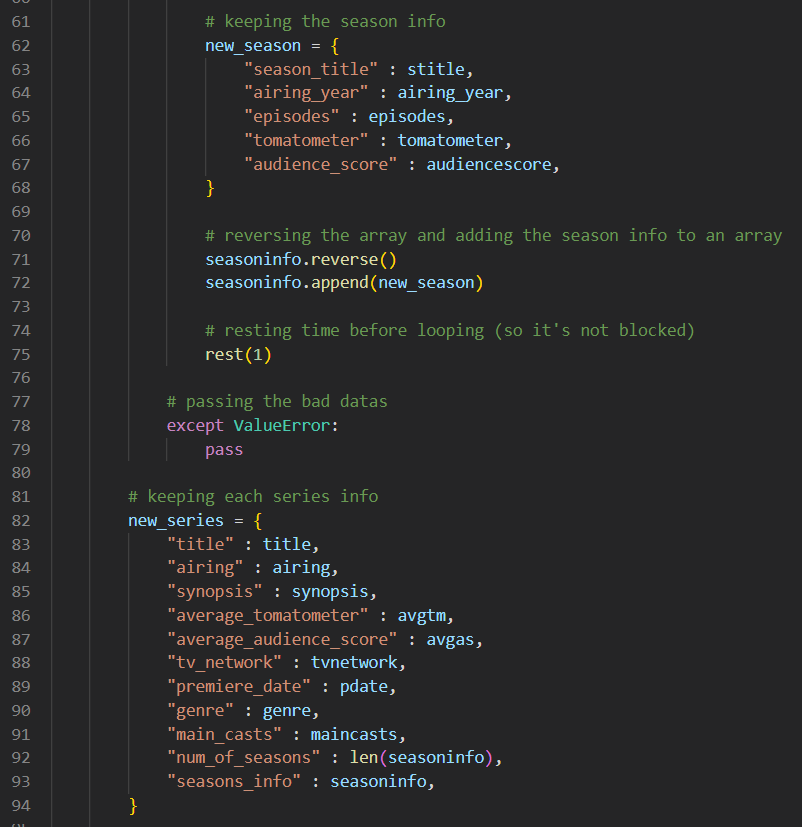 61 # keeping the season info
62 new_season = {
63 "season_title" : stitle,
64 "airing_year" : airing_year,
65 "episodes" : episodes,
66 "tomatometer" : tomatometer,
67 "audience_score" : audiencescore,
68 }
69
70 # reversing the array and adding the season info to an array
71 seasoninfo.reverse()
72 seasoninfo.append(new_season)
73
74 # resting time before looping (so it's not blocked)
75 rest(1)
76
77 # passing the bad datas
78 except ValueError:
79 pass
80
81 # keeping each series info
82 new_series = {
83 "title" : title,
84 "airing" : airing,
85 "synopsis" : synopsis,
86 "average_tomatometer" : avgtm,
87 "average_audience_score" : avgas,
88 "tv_network" : tvnetwork,
89 "premiere_date" : pdate,
90 "genre" : genre,
91 "main_casts" : maincasts,
92 "num_of_seasons" : len(seasoninfo),
93 "seasons_info" : seasoninfo,
94 }